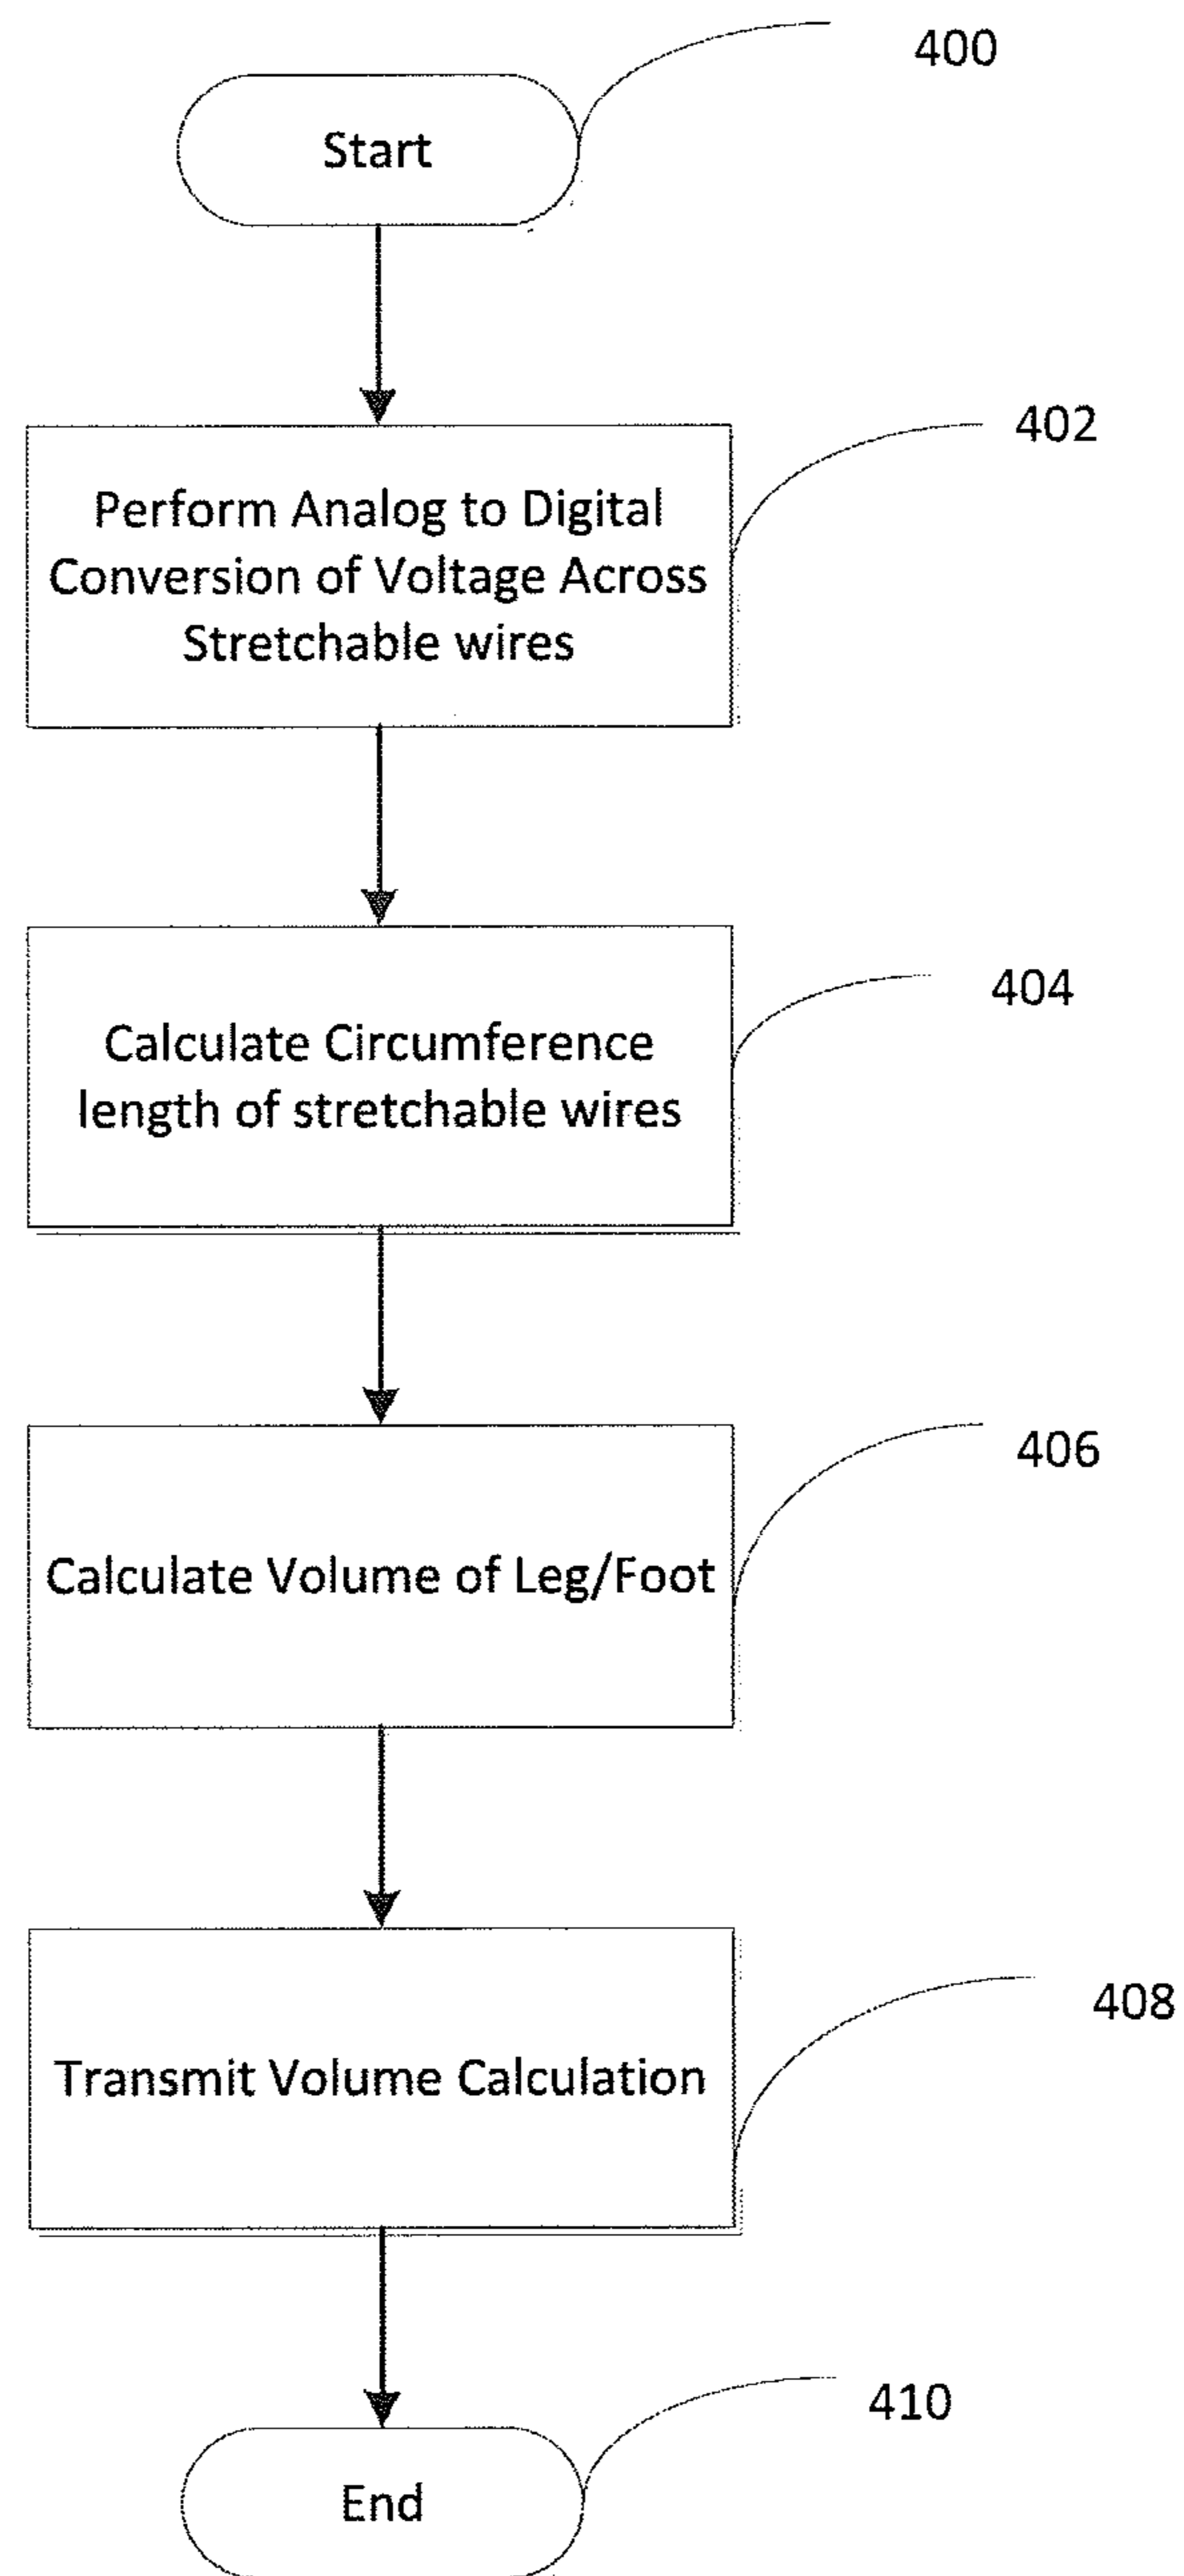 400
Start
402
Perform Analog to Digital
Conversion of Voltage Across
Stretchable wires
404
Calculate Circumference
length of stretchable wires
406
Calculate Volume of Leg/Foot
408
Transmit Volume Calculation
410
End